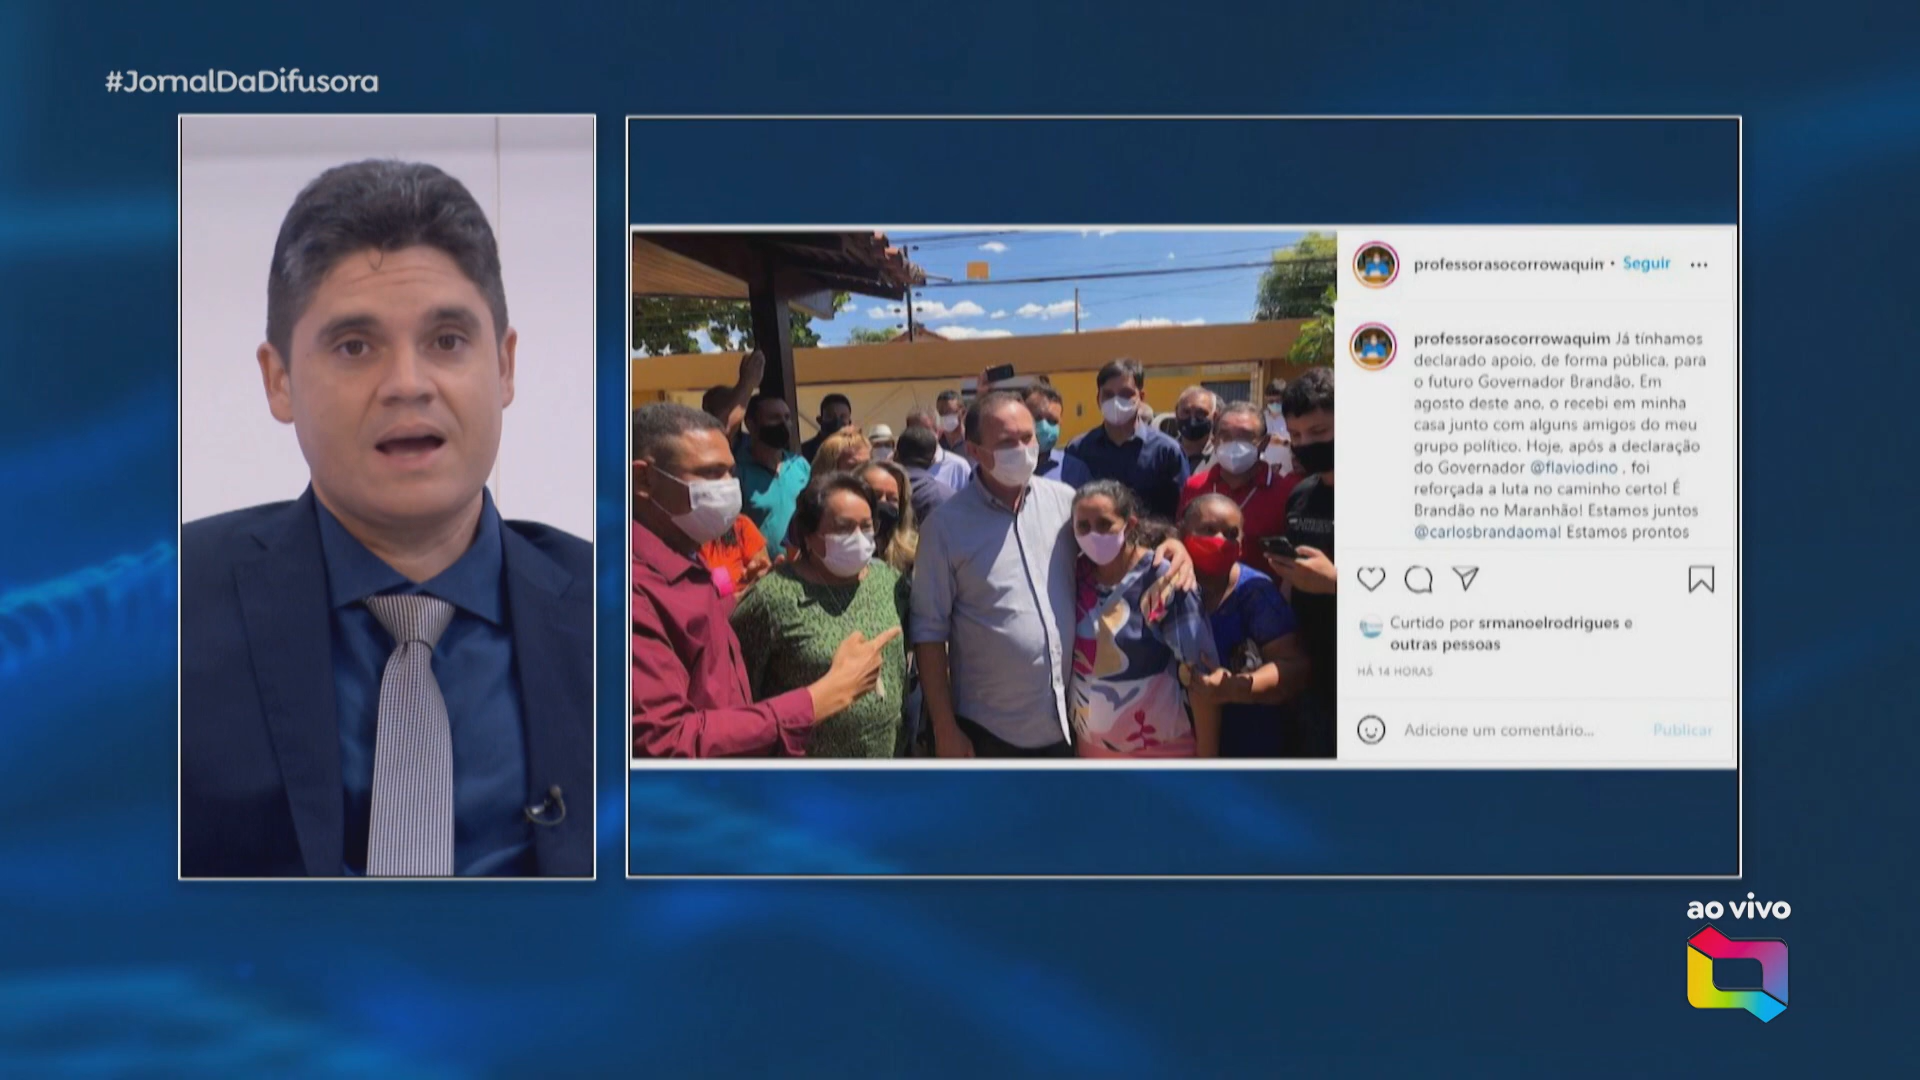 #JornalDaDifusora
professorasocorrowaquim • Seguir ...
professorasocorrowaquim Já tínhamos
declarado apoio, de forma pública, para
o futuro Governador Brandão. Em
agosto deste ano, o recebi em minha
casa junto com alguns amigos do meu
grupo político. Hoje, após a declaração
do Governador @flaviodino , foi
reforçada a luta no caminho certo! É
Brandão no Maranhão! Estamos juntos
@carlosbrandaoma! Estamos prontos
Curtido por srmanoelrodrigues e
outras pessoas
HÁ 14 HORAS
Adicione um comentário... Publicar
ao vivo